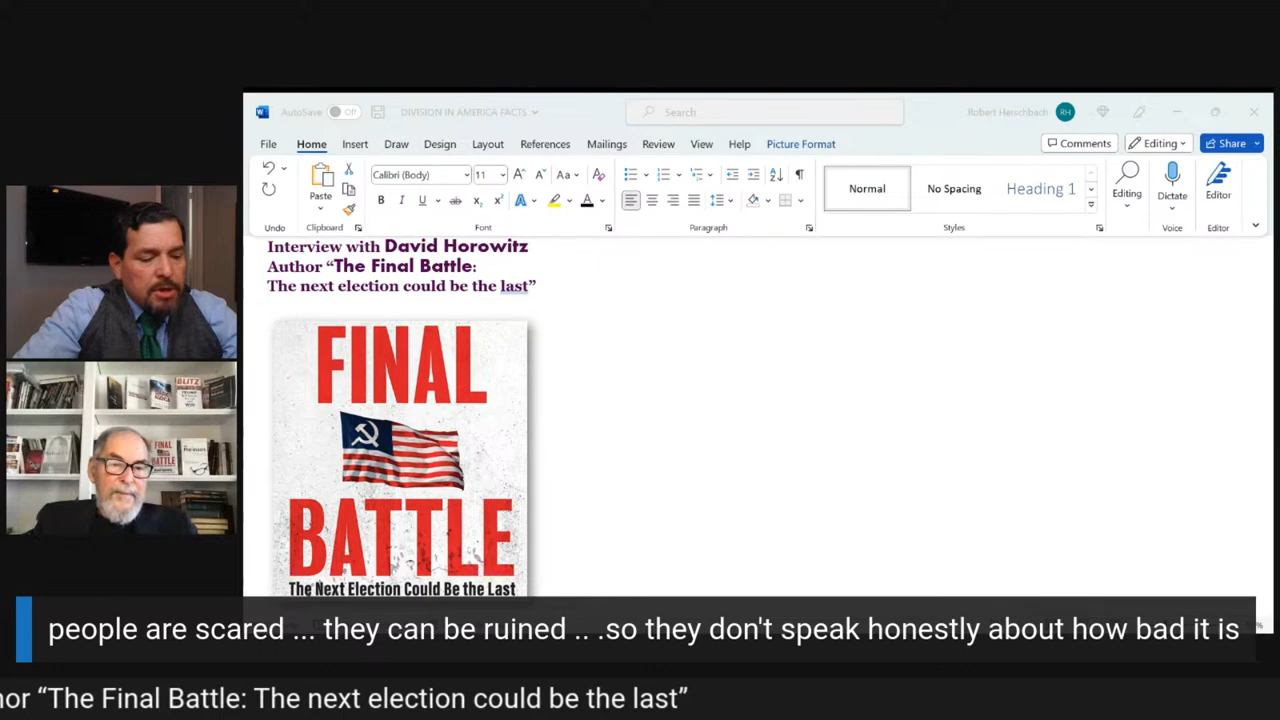 AutoSave Off DIVISION IN AMERICA FACTS Search Robert Herschbach RH
File Home Insert Draw Design Layout References Mailings Review View Help Picture Format Comments Editing Share
Calibri (Body) 11 Aa
Paste Normal No Spacing Heading 1 Editing Dictate Editor
Undo Clipboard Font Paragraph Styles Voice Editor
Interview with David Horowitz
Author “The Final Battle:
The next election could be the last”
FINAL
BATTLE
The Next Election Could Be the Last
BLITZ
FINAL
BATTLE
people are scared ... they can be ruined .. .so they don't speak honestly about how bad it is
nor “The Final Battle: The next election could be the last”